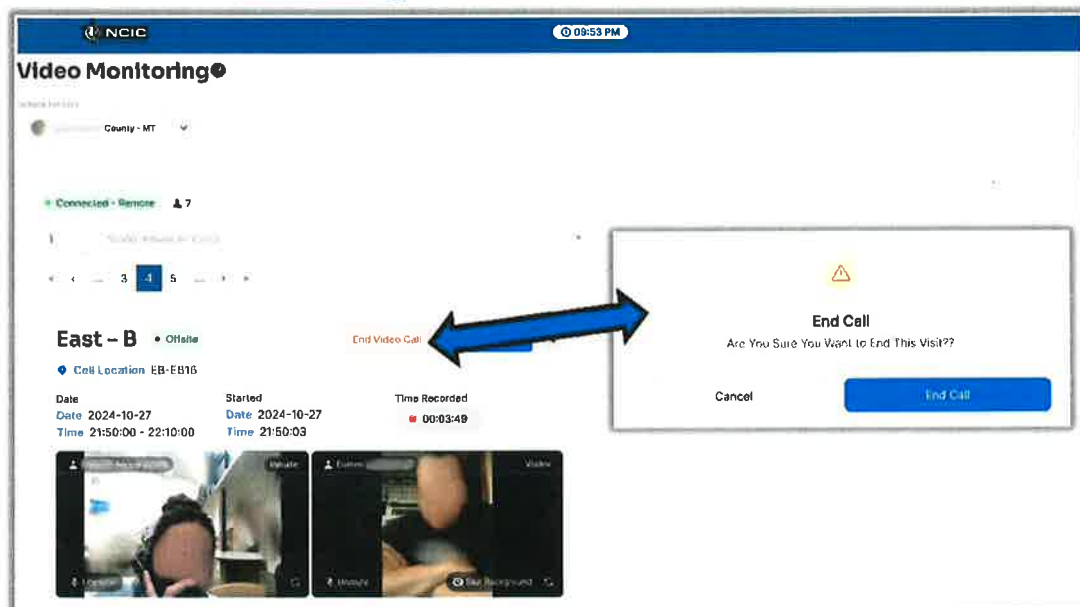 NCIC
09:53 PM
Video Monitoring
County - MT
Connected - Remote 7
« ‹ ... 3 4 5 ... › »
East – B • Offsite
End Video Call
Cell Location EB-EB16
Date Started Time Recorded
Date 2024-10-27 Date 2024-10-27 00:03:49
Time 21:50:00 - 22:10:00 Time 21:50:03
Inmate
Visitor
Unmute
Blur Background
End Call
Are You Sure You Want to End This Visit??
Cancel End Call